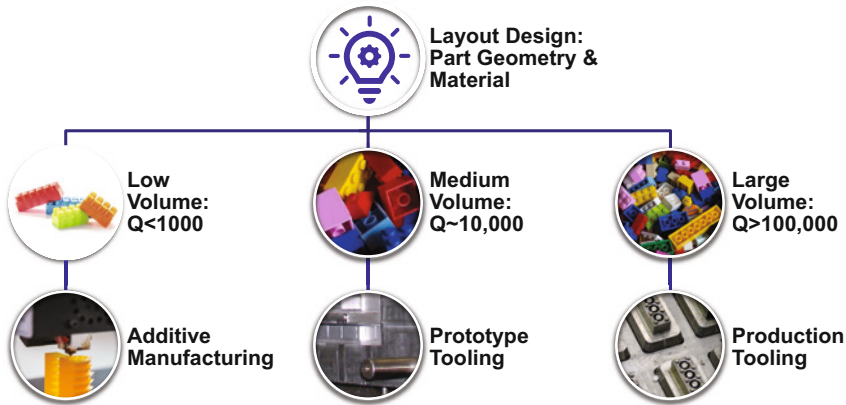 Layout Design:
Part Geometry &
Material
Low
Volume:
Q<1000
Medium
Volume:
Q~10,000
Large
Volume:
Q>100,000
Additive
Manufacturing
Prototype
Tooling
Production
Tooling